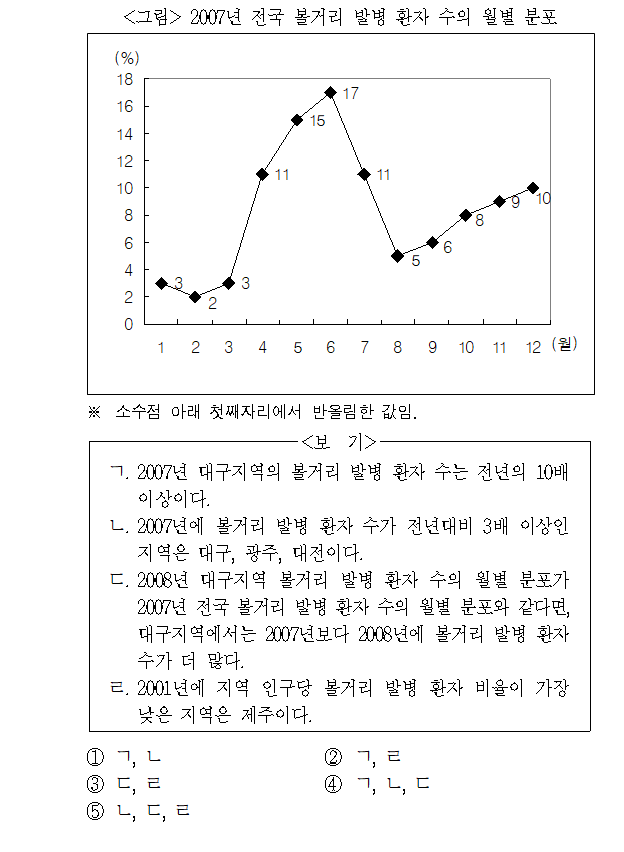 <그림> 2007년 전국 볼거리 발병 환자 수의 월별 분포
(%)
18
16
14
12
10
8
6
4
2
0
3
2
3
11
15
17
11
5
6
8
9
10
1 2 3 4 5 6 7 8 9 10 11 12 (월)
※ 소수점 아래 첫째자리에서 반올림한 값임.
<보 기>
ㄱ. 2007년 대구지역의 볼거리 발병 환자 수는 전년의 10배
이상이다.
ㄴ. 2007년에 볼거리 발병 환자 수가 전년대비 3배 이상인
지역은 대구, 광주, 대전이다.
ㄷ. 2008년 대구지역 볼거리 발병 환자 수의 월별 분포가
2007년 전국 볼거리 발병 환자 수의 월별 분포와 같다면,
대구지역에서는 2007년보다 2008년에 볼거리 발병 환자
수가 더 많다.
ㄹ. 2001년에 지역 인구당 볼거리 발병 환자 비율이 가장
낮은 지역은 제주이다.
① ㄱ, ㄴ ② ㄱ, ㄹ
③ ㄷ, ㄹ ④ ㄱ, ㄴ, ㄷ
⑤ ㄴ, ㄷ, ㄹ